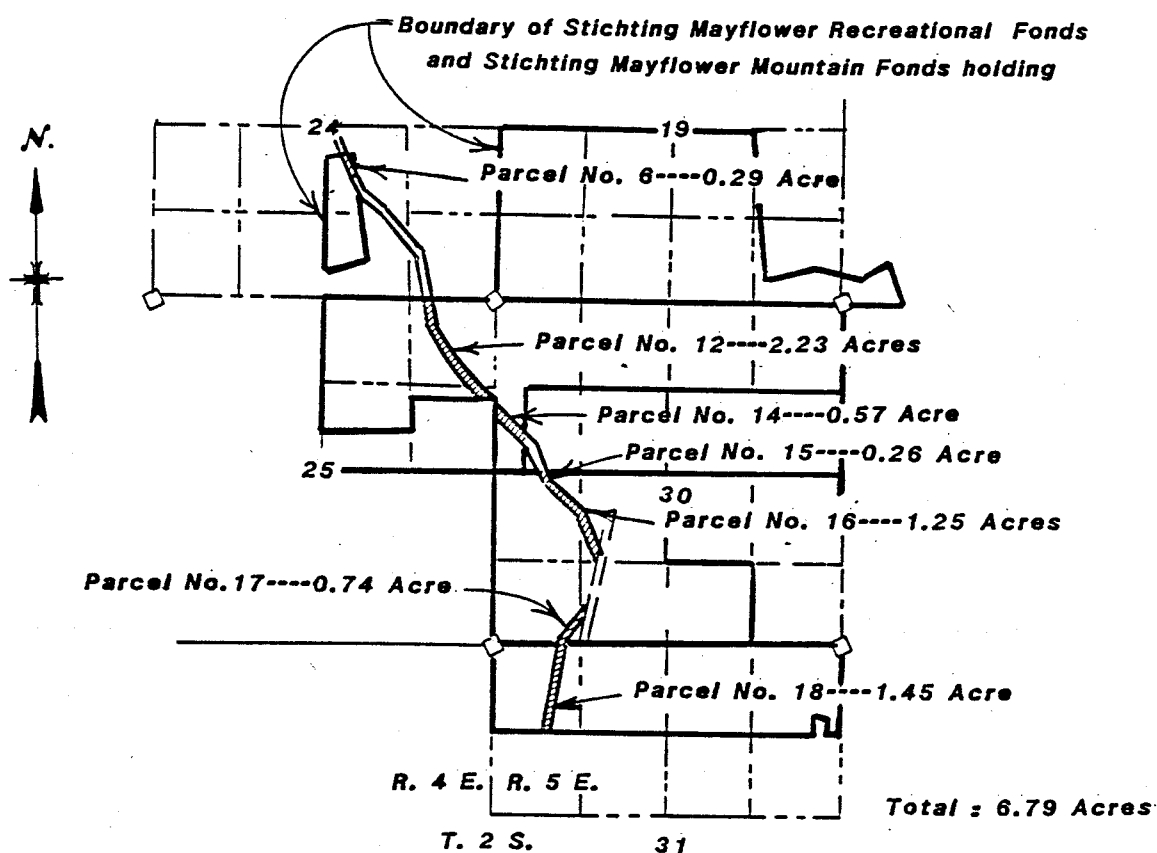 Boundary of Stichting Mayflower Recreational Fonds
and Stichting Mayflower Mountain Fonds holding
N.
24
19
Parcel No. 6----0.29 Acre
Parcel No. 12----2.23 Acres
Parcel No. 14----0.57 Acre
Parcel No. 15----0.26 Acre
25
30
Parcel No. 16----1.25 Acres
Parcel No.17----0.74 Acre
Parcel No. 18----1.45 Acre
R. 4 E. R. 5 E.
Total = 6.79 Acres
T. 2 S.
31